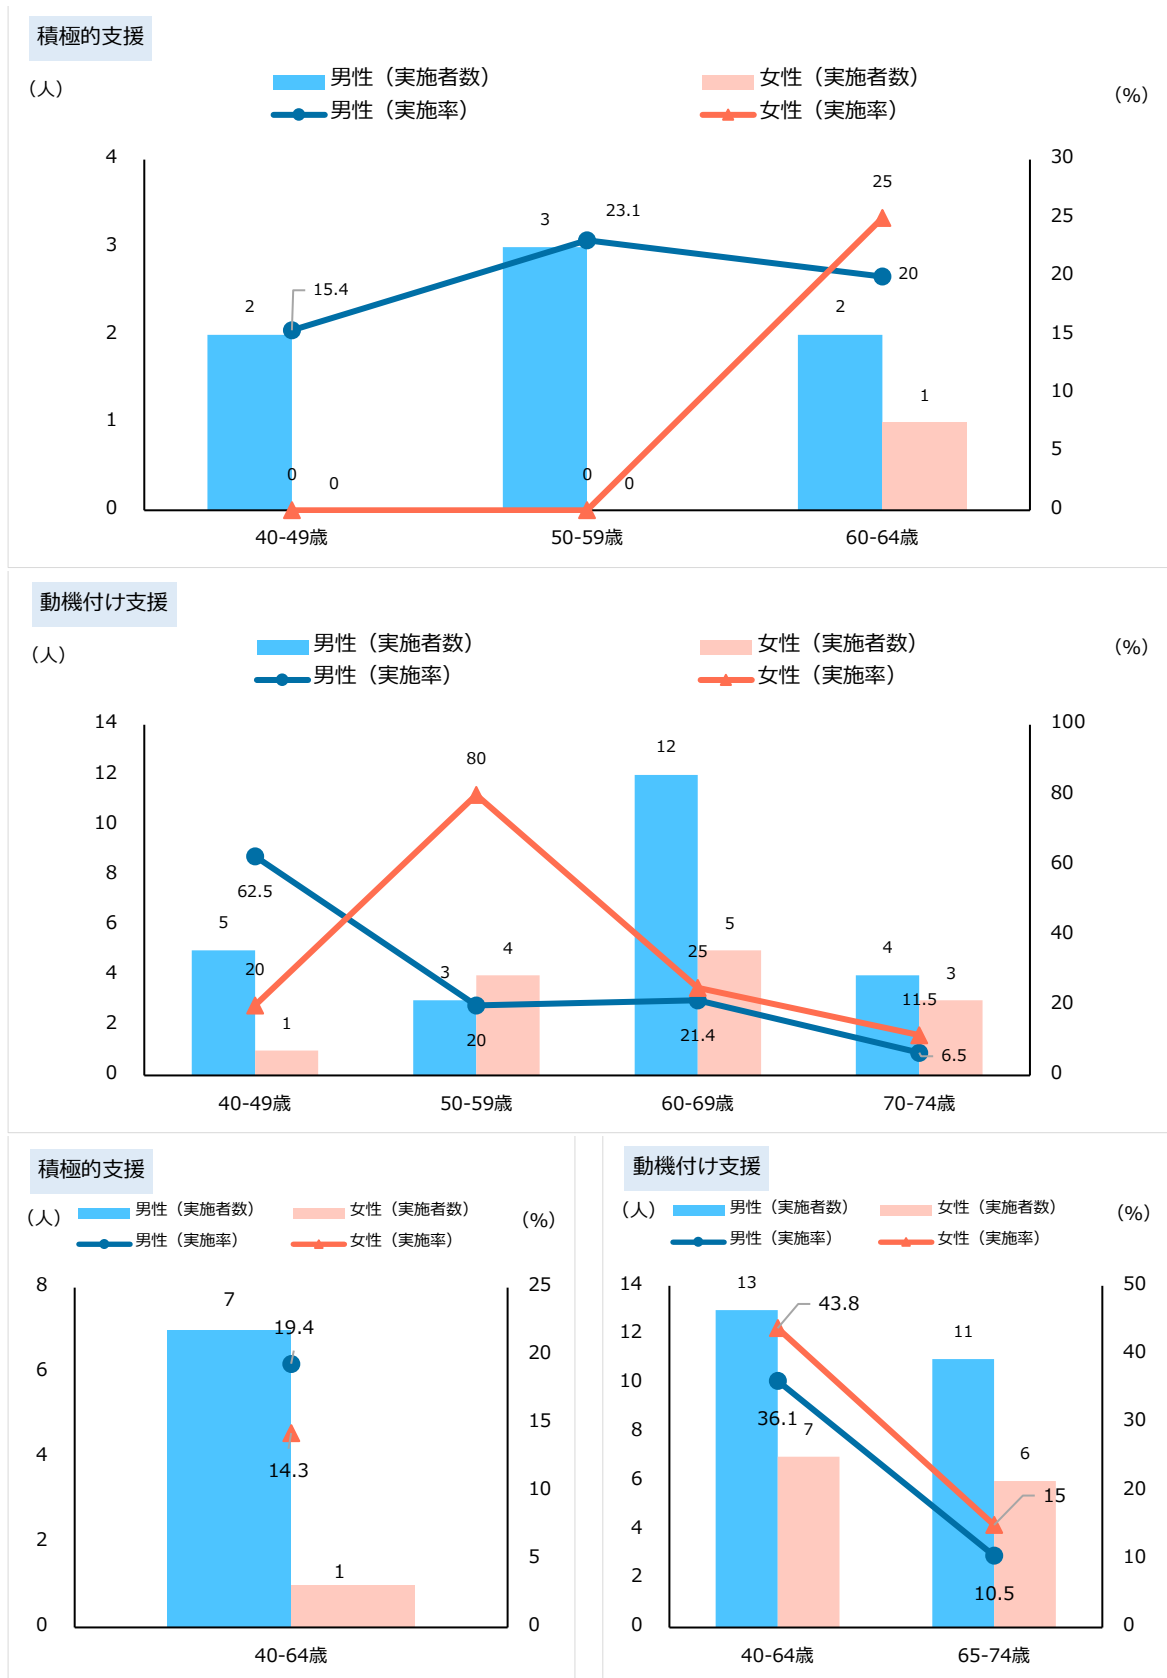 積極的支援
(人)
男性（実施者数）
女性（実施者数）
男性（実施率）
女性（実施率）
(%)
4
3
2
1
0
30
25
20
15
10
5
0
2
15.4
3
23.1
25
20
2
1
0
0
0
0
40-49歳
50-59歳
60-64歳
動機付け支援
(人)
男性（実施者数）
女性（実施者数）
男性（実施率）
女性（実施率）
(%)
14
12
10
8
6
4
2
0
100
80
60
40
20
0
62.5
5
20
1
80
3
4
20
12
25
5
21.4
4
11.5
3
6.5
40-49歳
50-59歳
60-69歳
70-74歳
積極的支援
(人)
男性（実施者数）
女性（実施者数）
男性（実施率）
女性（実施率）
(%)
8
6
4
2
0
25
20
15
10
5
0
7
19.4
14.3
1
40-64歳
動機付け支援
(人)
男性（実施者数）
女性（実施者数）
男性（実施率）
女性（実施率）
(%)
14
12
10
8
6
4
2
0
50
40
30
20
10
0
13
43.8
36.1
7
11
6
15
10.5
40-64歳
65-74歳